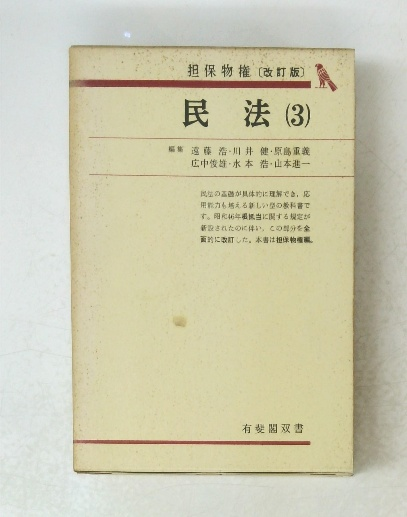 担保物権〔改訂版〕
民法(3)
編集 遠藤浩・川井健・原島重義
広中俊雄・水本浩・山本進一
民法の基礎が具体的に理解でき、応
用能力も養える新しい型の教科書で
す。昭和46年根抵当に関する規定が
新設されたのに伴い、この部分を全
面的に改訂した。本書は担保物権編。
有斐閣双書